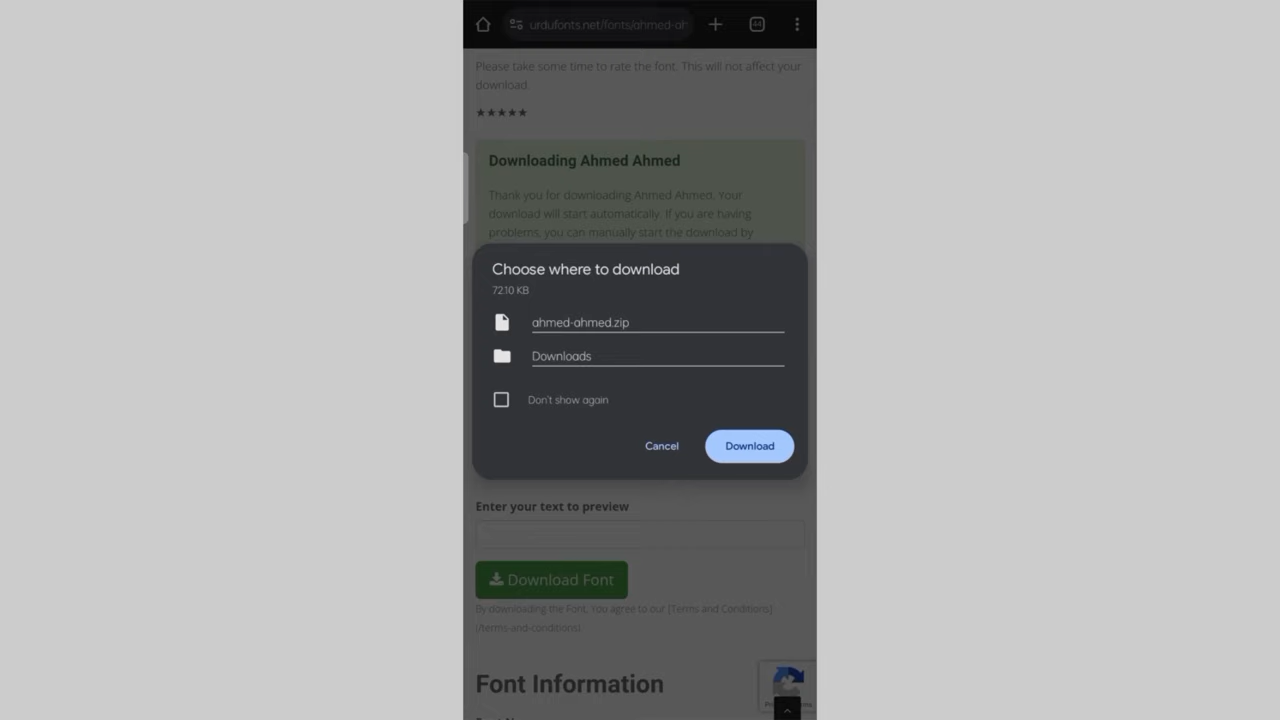 urdufonts.net/fonts/ahmed-ah
44
Please take some time to rate the font. This will not affect your
download.
★★★★★
Downloading Ahmed Ahmed
Thank you for downloading Ahmed Ahmed. Your
download will start automatically. If you are having
problems, you can manually start the download by
Choose where to download
72.10 KB
ahmed-ahmed.zip
Downloads
Don't show again
Cancel
Download
Enter your text to preview
Download Font
By downloading the Font, You agree to our [Terms and Conditions]
(/terms-and-conditions)
Font Information